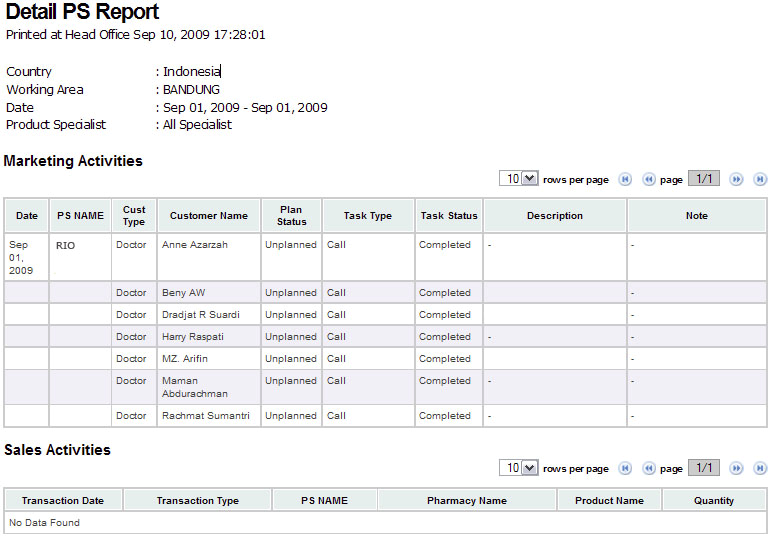 Detail PS Report
Printed at Head Office Sep 10, 2009 17:28:01
Country : Indonesia
Working Area : BANDUNG
Date : Sep 01, 2009 - Sep 01, 2009
Product Specialist : All Specialist
Marketing Activities
10 rows per page page 1/1
Date PS NAME Cust Type Customer Name Plan Status Task Type Task Status Description Note
Sep 01, 2009 RIO Doctor Anne Azarzah Unplanned Call Completed - -
Doctor Beny AW Unplanned Call Completed -
Doctor Dradjat R Suardi Unplanned Call Completed -
Doctor Harry Raspati Unplanned Call Completed - -
Doctor MZ. Arifin Unplanned Call Completed -
Doctor Maman Abdurachman Unplanned Call Completed - -
Doctor Rachmat Sumantri Unplanned Call Completed - -
Sales Activities
10 rows per page page 1/1
Transaction Date Transaction Type PS NAME Pharmacy Name Product Name Quantity
No Data Found